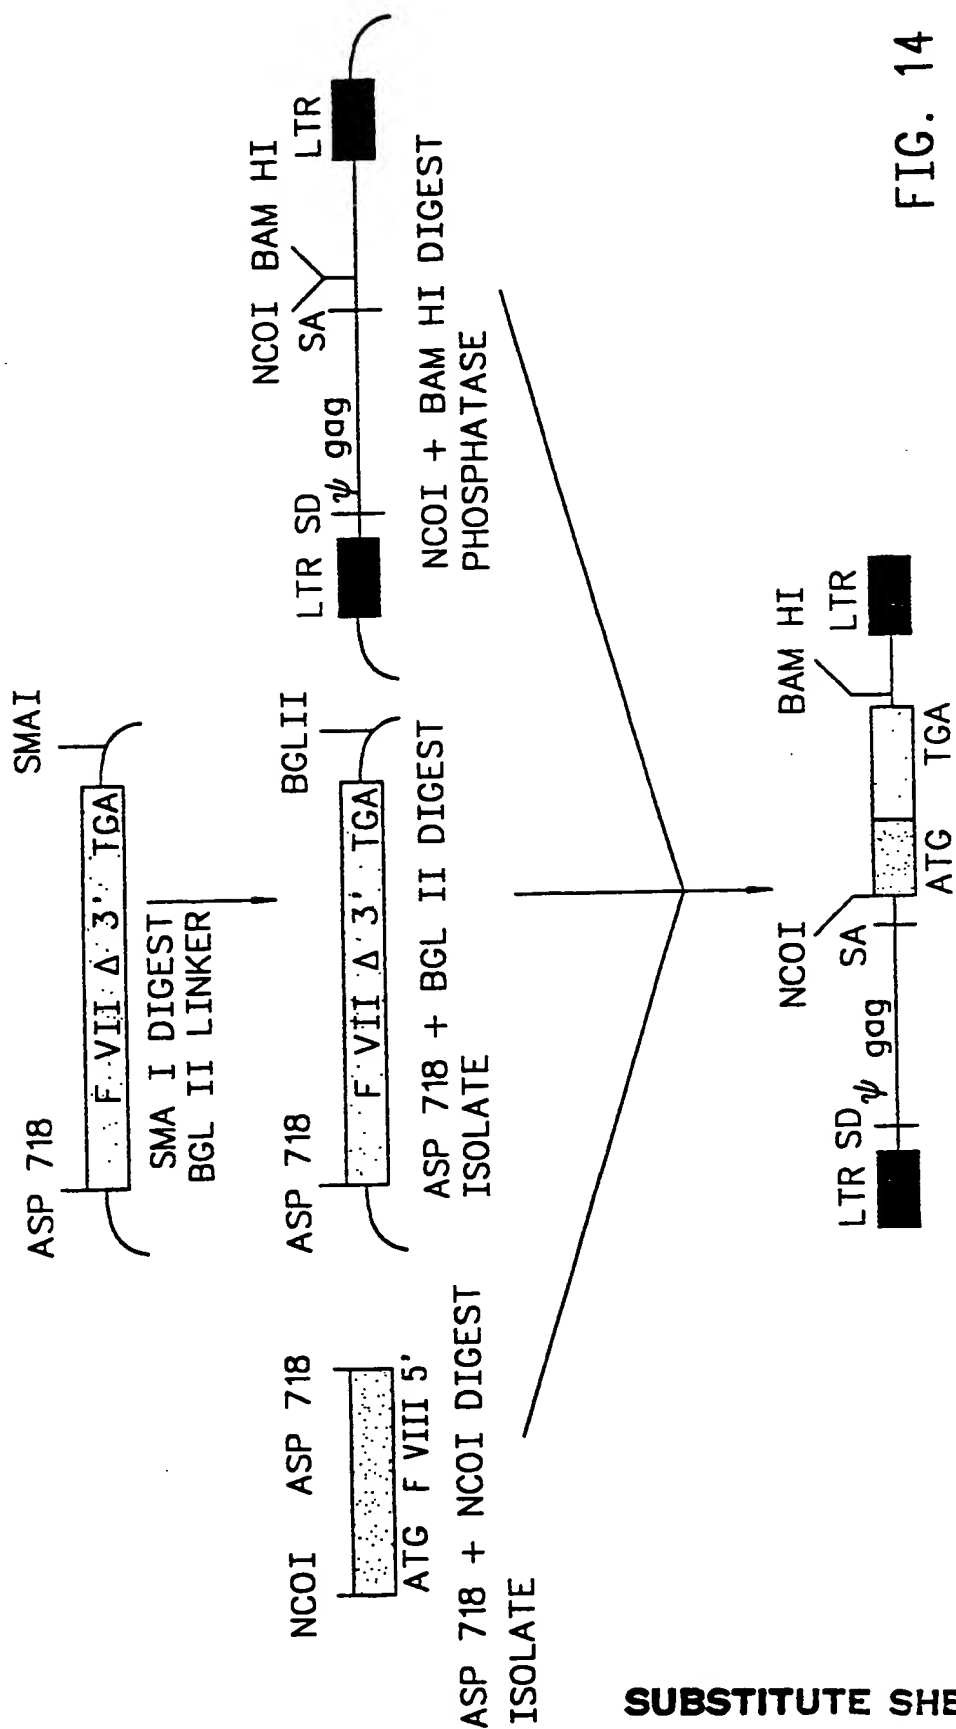 ASP 718
SMAI
F VII Δ 3' TGA
SMA I DIGEST
BGL II LINKER
NCOI ASP 718
ATG F VIII 5'
ASP 718 + NCOI DIGEST
ISOLATE
ASP 718
BGLII
F VII Δ 3' TGA
ASP 718 + BGL II DIGEST
ISOLATE
NCOI BAM HI
LTR SD ψ gag SA LTR
NCOI + BAM HI DIGEST
PHOSPHATASE
NCOI BAM HI
LTR SD ψ gag SA LTR
ATG TGA
FIG. 14
SUBSTITUTE SHE